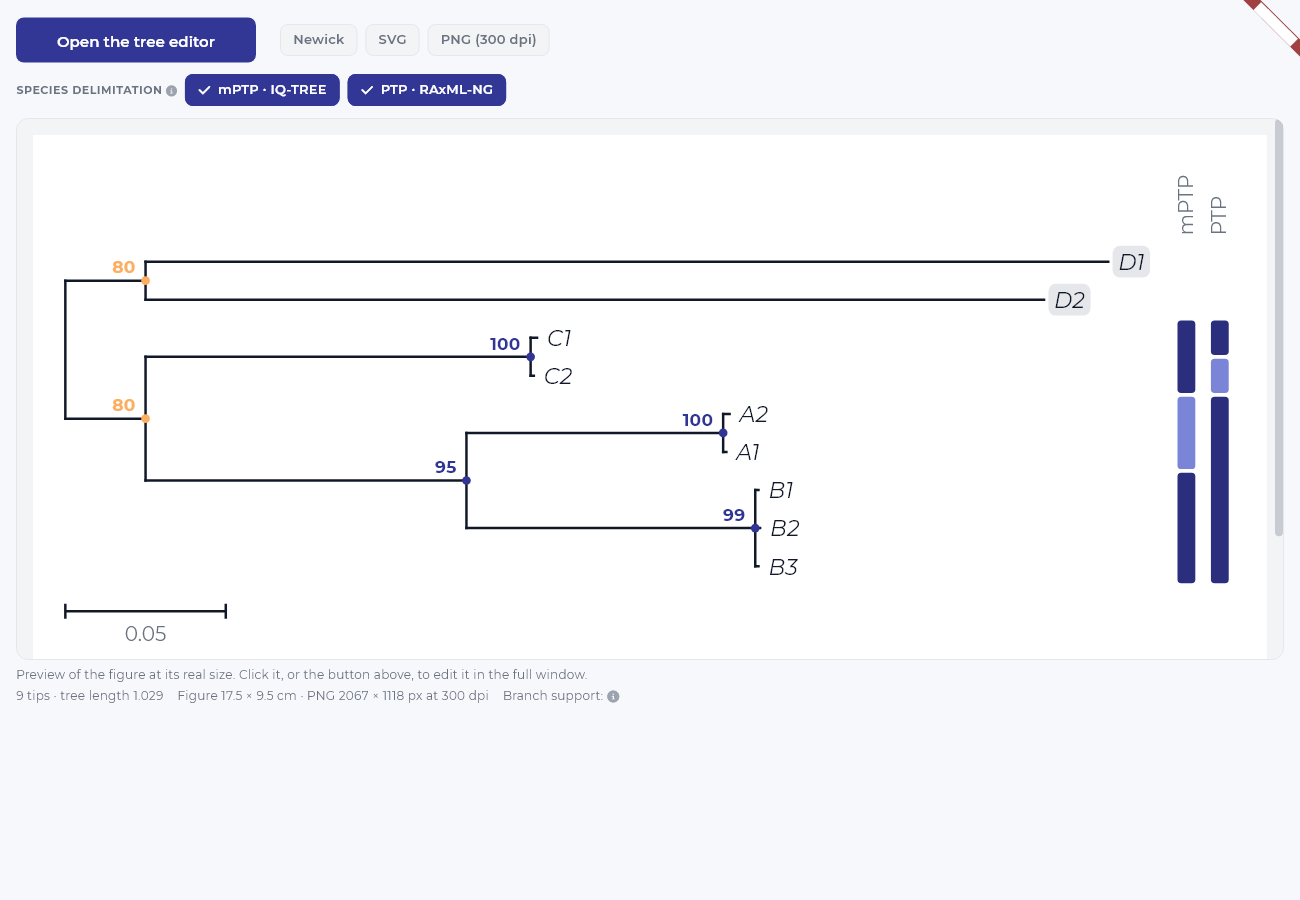 Open the tree editor
Newick
SVG
PNG (300 dpi)
SPECIES DELIMITATION
mPTP · IQ-TREE
PTP · RAxML-NG
mPTP
PTP
80
D1
D2
100
C1
C2
80
100
A2
A1
95
B1
99
B2
B3
0.05
Preview of the figure at its real size. Click it, or the button above, to edit it in the full window.
9 tips · tree length 1.029 Figure 17.5 × 9.5 cm · PNG 2067 × 1118 px at 300 dpi Branch support: